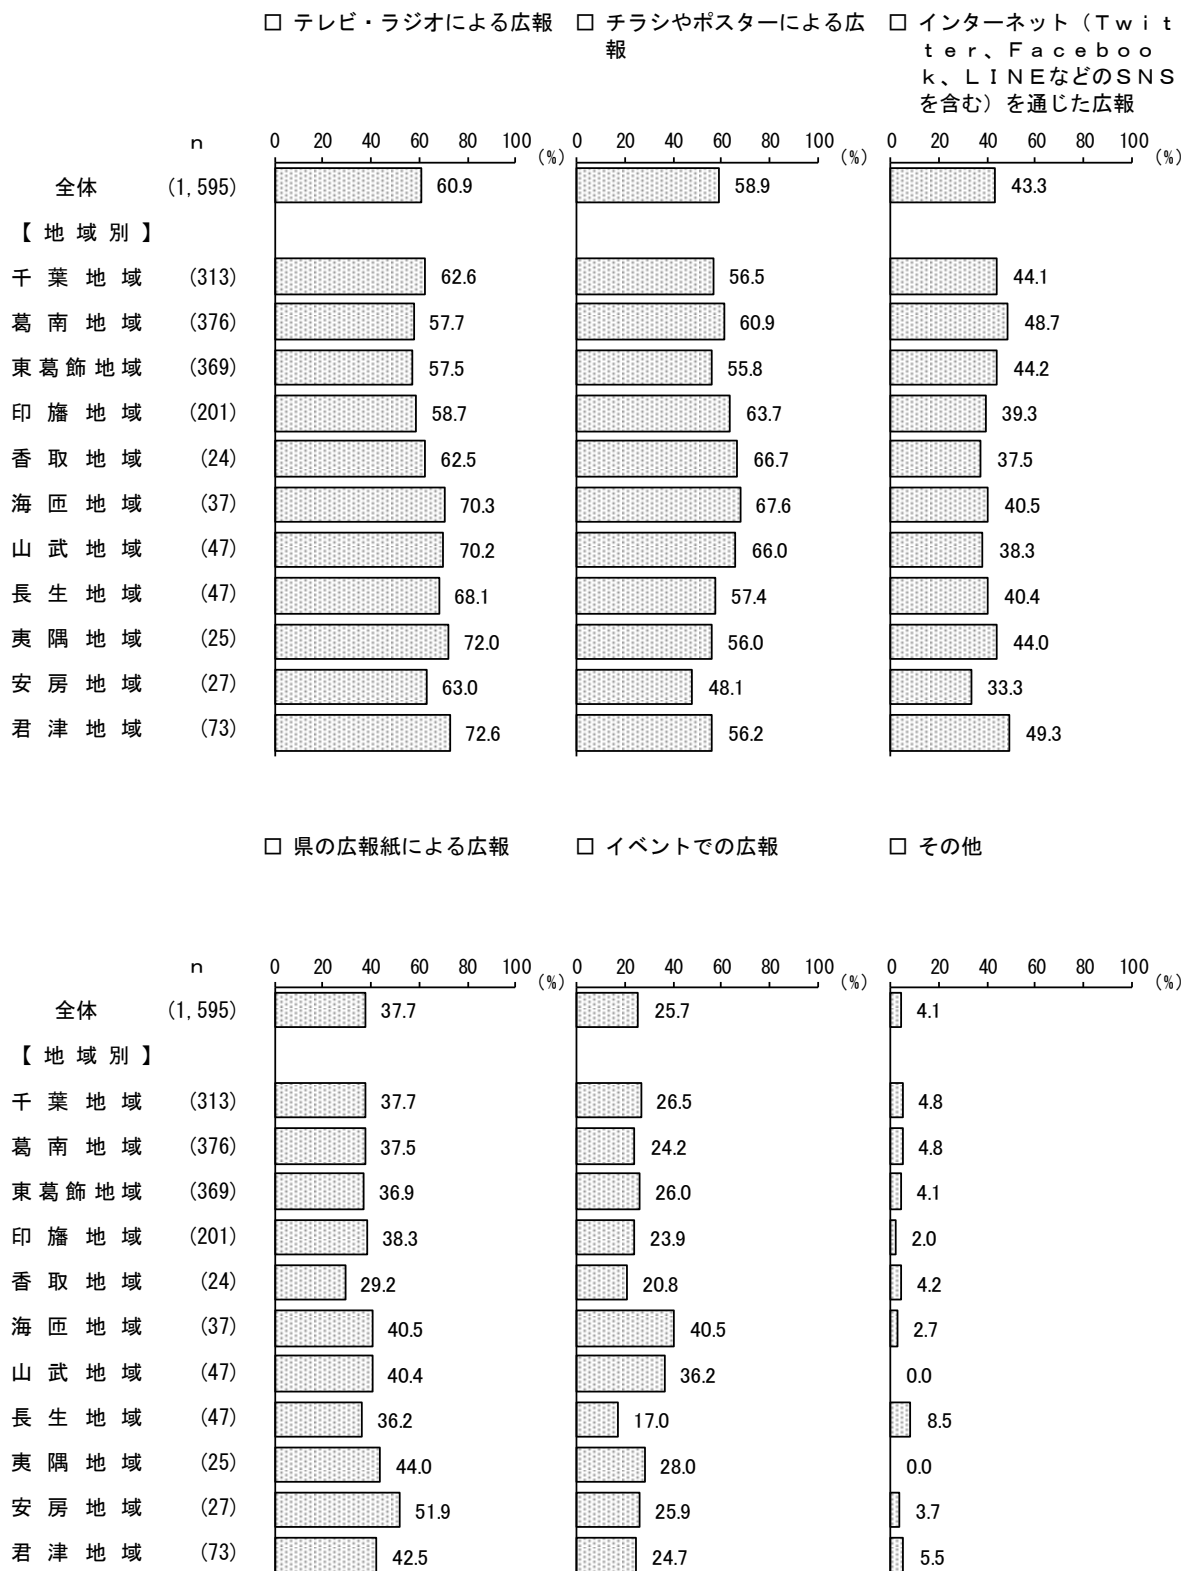 □ テレビ・ラジオによる広報 □ チラシやポスターによる広報 □ インターネット（Ｔｗｉｔｔｅｒ、Ｆａｃｅｂｏｏｋ、ＬＩＮＥなどのＳＮＳを含む）を通じた広報
n 0 20 40 60 80 100 (%) 0 20 40 60 80 100 (%) 0 20 40 60 80 100 (%)
全体 (1,595) 60.9 58.9 43.3
【地域別】
千葉地域 (313) 62.6 56.5 44.1
葛南地域 (376) 57.7 60.9 48.7
東葛飾地域 (369) 57.5 55.8 44.2
印旛地域 (201) 58.7 63.7 39.3
香取地域 (24) 62.5 66.7 37.5
海匝地域 (37) 70.3 67.6 40.5
山武地域 (47) 70.2 66.0 38.3
長生地域 (47) 68.1 57.4 40.4
夷隅地域 (25) 72.0 56.0 44.0
安房地域 (27) 63.0 48.1 33.3
君津地域 (73) 72.6 56.2 49.3
□ 県の広報紙による広報 □ イベントでの広報 □ その他
n 0 20 40 60 80 100 (%) 0 20 40 60 80 100 (%) 0 20 40 60 80 100 (%)
全体 (1,595) 37.7 25.7 4.1
【地域別】
千葉地域 (313) 37.7 26.5 4.8
葛南地域 (376) 37.5 24.2 4.8
東葛飾地域 (369) 36.9 26.0 4.1
印旛地域 (201) 38.3 23.9 2.0
香取地域 (24) 29.2 20.8 4.2
海匝地域 (37) 40.5 40.5 2.7
山武地域 (47) 40.4 36.2 0.0
長生地域 (47) 36.2 17.0 8.5
夷隅地域 (25) 44.0 28.0 0.0
安房地域 (27) 51.9 25.9 3.7
君津地域 (73) 42.5 24.7 5.5